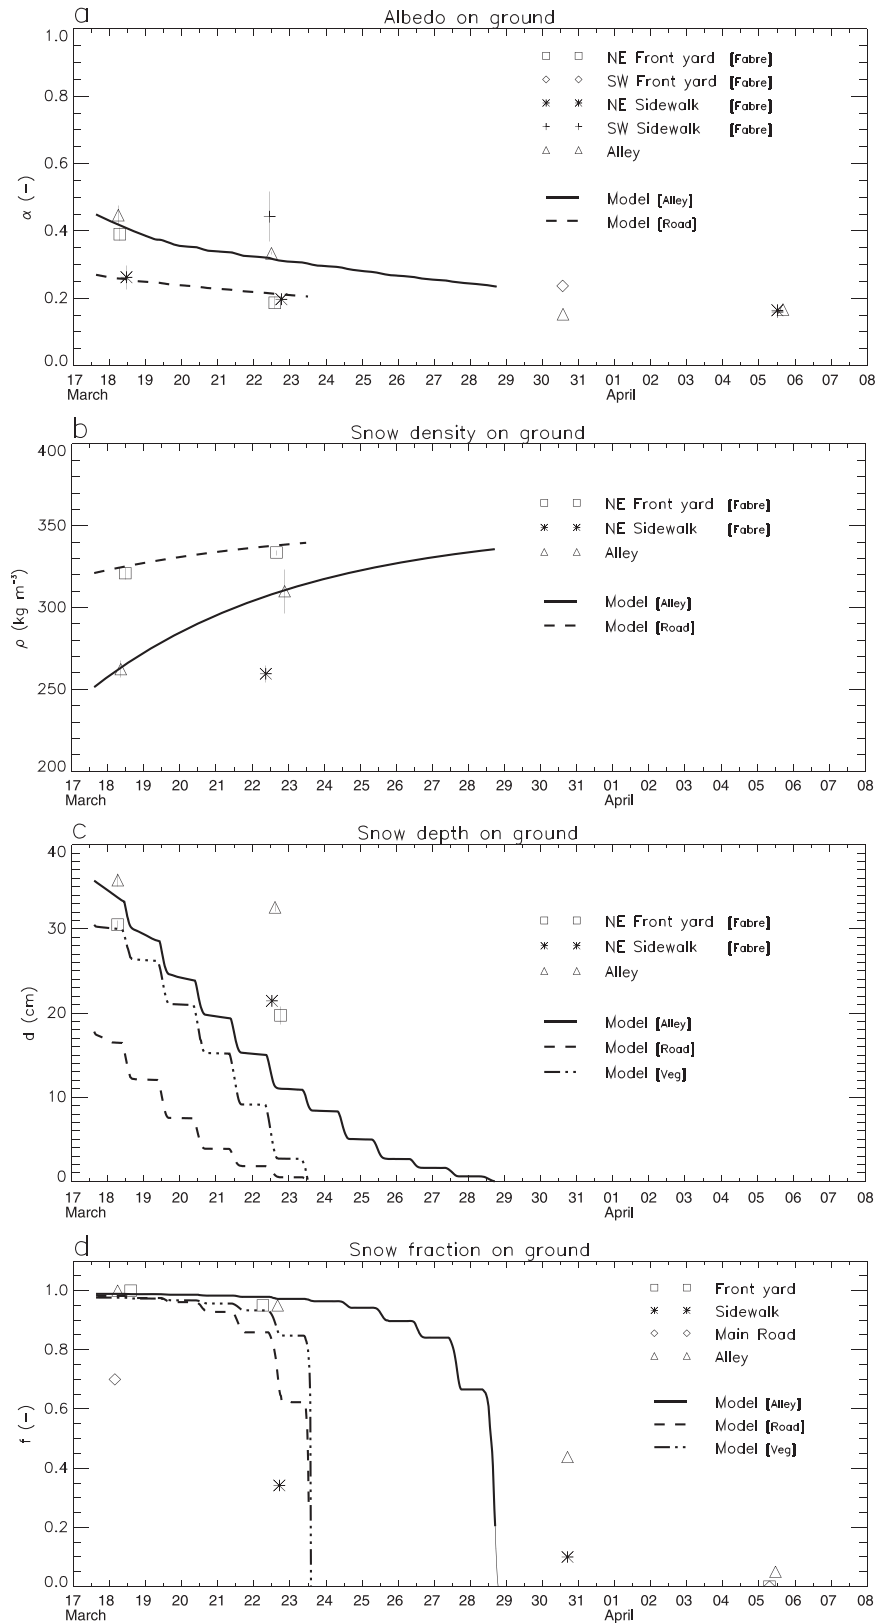 a
Albedo on ground
1.0
0.8
0.6
0.4
0.2
0.0
α (-)
NE Front yard [Fabre]
SW Front yard [Fabre]
NE Sidewalk [Fabre]
SW Sidewalk [Fabre]
Alley
Model [Alley]
Model [Road]
17 18 19 20 21 22 23 24 25 26 27 28 29 30 31 01 02 03 04 05 06 07 08
March April
b
Snow density on ground
400
350
300
250
200
ρ (kg m⁻³)
NE Front yard [Fabre]
NE Sidewalk [Fabre]
Alley
Model [Alley]
Model [Road]
17 18 19 20 21 22 23 24 25 26 27 28 29 30 31 01 02 03 04 05 06 07 08
March April
c
Snow depth on ground
40
30
20
10
0
d (cm)
NE Front yard [Fabre]
NE Sidewalk [Fabre]
Alley
Model [Alley]
Model [Road]
Model [Veg]
17 18 19 20 21 22 23 24 25 26 27 28 29 30 31 01 02 03 04 05 06 07 08
March April
d
Snow fraction on ground
1.0
0.8
0.6
0.4
0.2
0.0
f (-)
Front yard
Sidewalk
Main Road
Alley
Model [Alley]
Model [Road]
Model [Veg]
17 18 19 20 21 22 23 24 25 26 27 28 29 30 31 01 02 03 04 05 06 07 08
March April